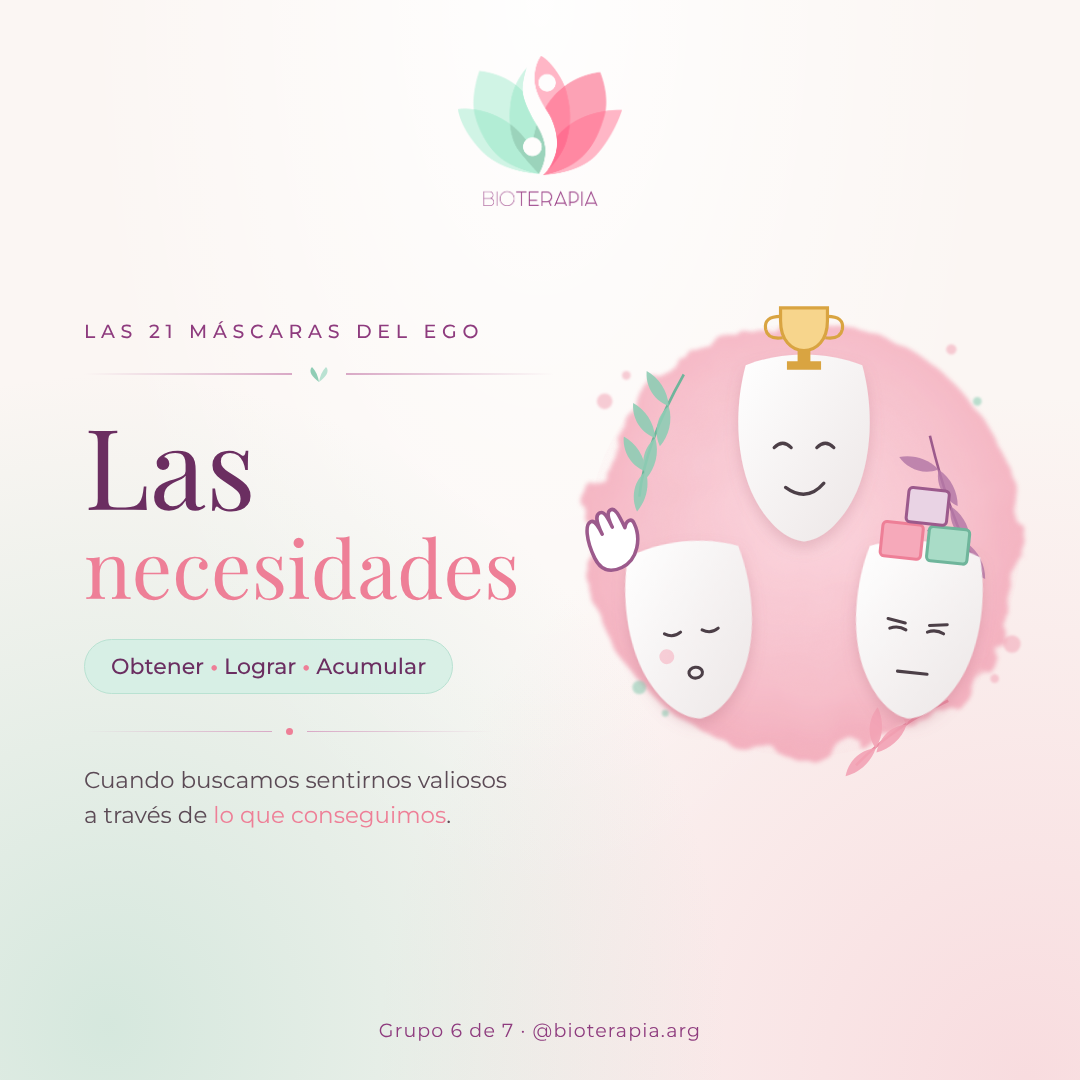 BIOTERAPIA
LAS 21 MÁSCARAS DEL EGO
Las
necesidades
Obtener • Lograr • Acumular
Cuando buscamos sentirnos valiosos
a través de lo que conseguimos.
Grupo 6 de 7 · @bioterapia.arg